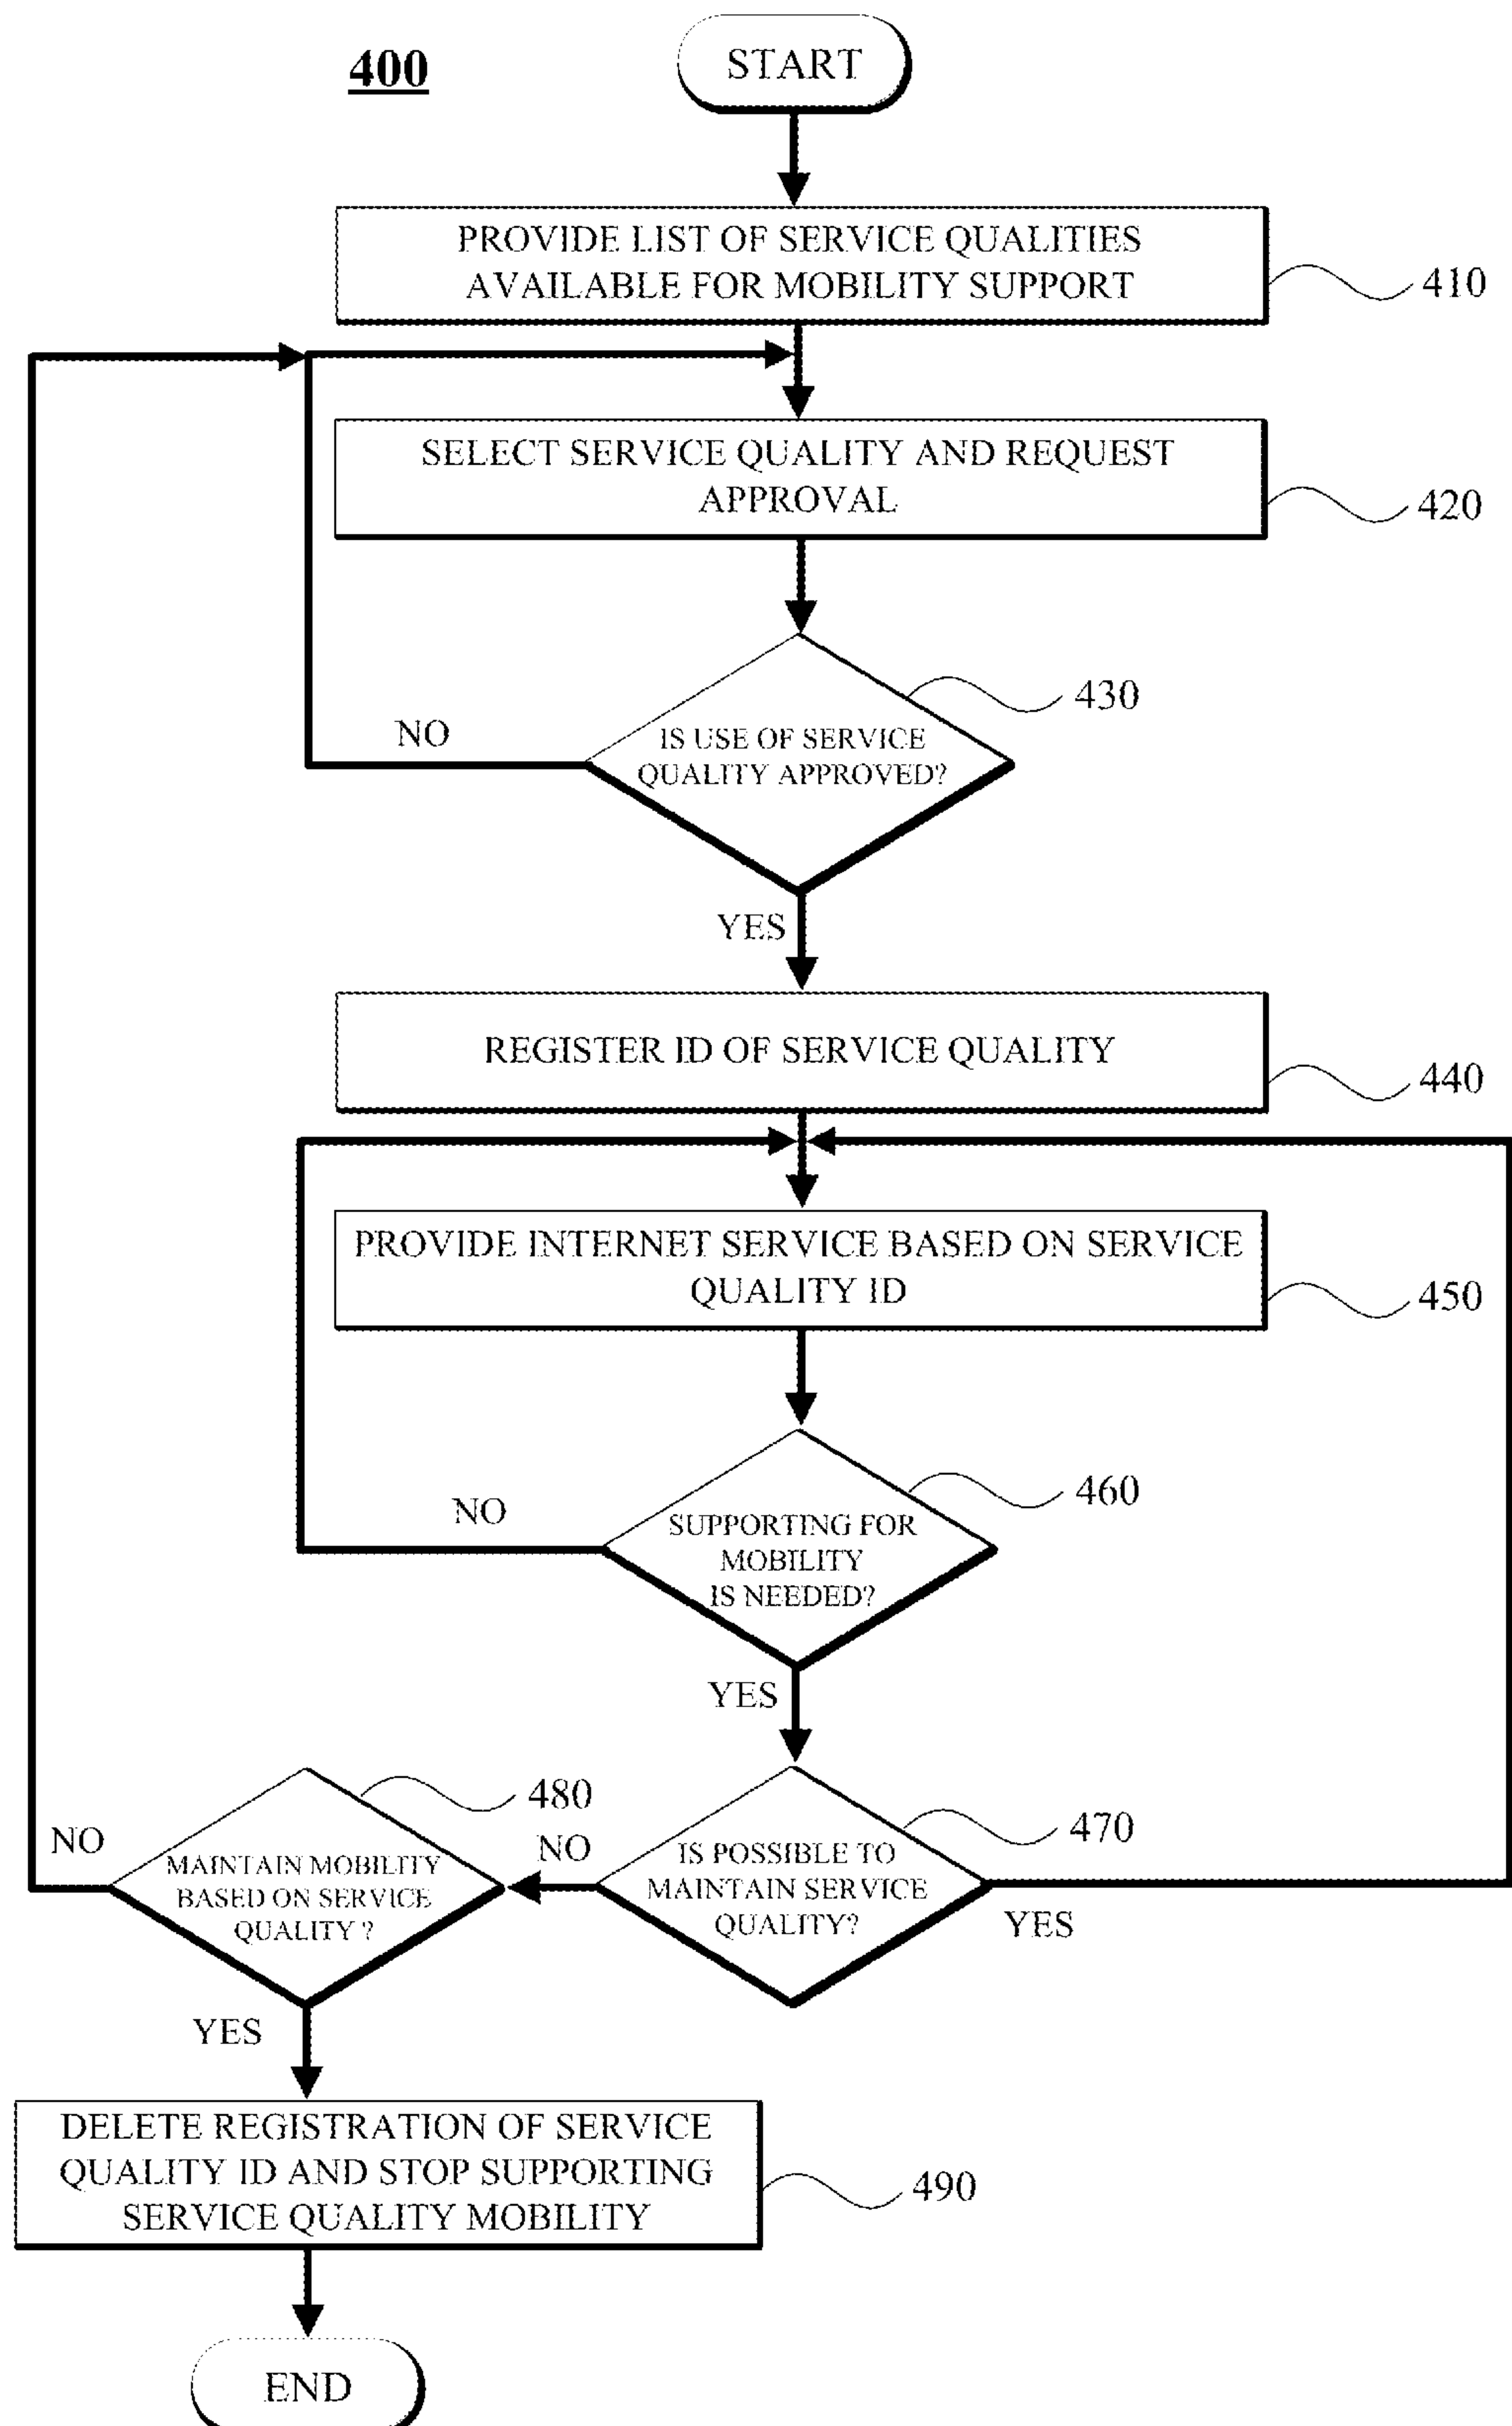 400
START
PROVIDE LIST OF SERVICE QUALITIES
AVAILABLE FOR MOBILITY SUPPORT
410
SELECT SERVICE QUALITY AND REQUEST
APPROVAL
420
430
NO
IS USE OF SERVICE
QUALITY APPROVED?
YES
REGISTER ID OF SERVICE QUALITY
440
PROVIDE INTERNET SERVICE BASED ON SERVICE
QUALITY ID
450
460
NO
SUPPORTING FOR
MOBILITY
IS NEEDED?
YES
470
IS POSSIBLE TO
MAINTAIN SERVICE
QUALITY?
YES
NO
480
MAINTAIN MOBILITY
BASED ON SERVICE
QUALITY ?
NO
YES
DELETE REGISTRATION OF SERVICE
QUALITY ID AND STOP SUPPORTING
SERVICE QUALITY MOBILITY
490
END